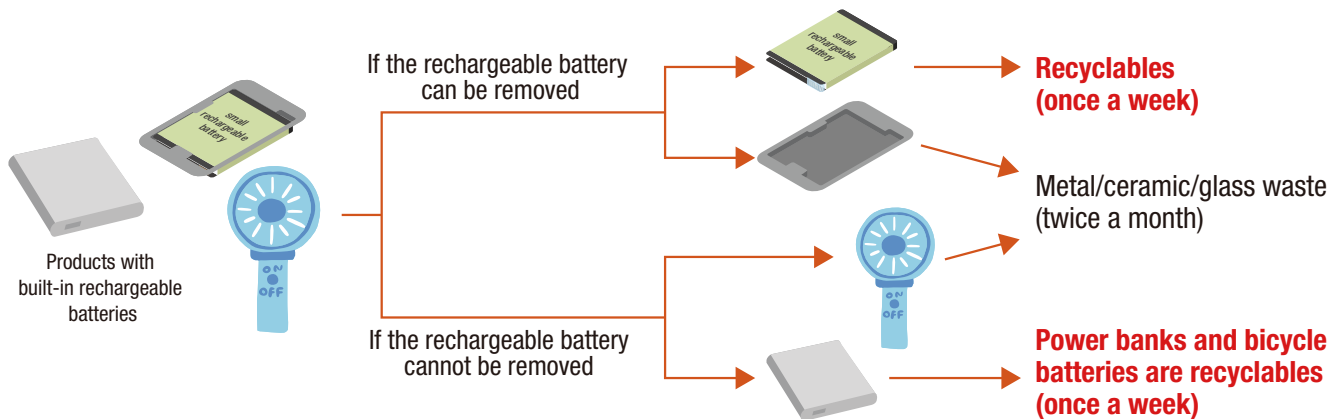 If the rechargeable battery
can be removed
small
rechargeable
battery
Recyclables
(once a week)
small
rechargeable
battery
Metal/ceramic/glass waste
(twice a month)
Products with
built-in rechargeable
batteries
ON
OFF
ON
OFF
If the rechargeable battery
cannot be removed
Power banks and bicycle
batteries are recyclables
(once a week)